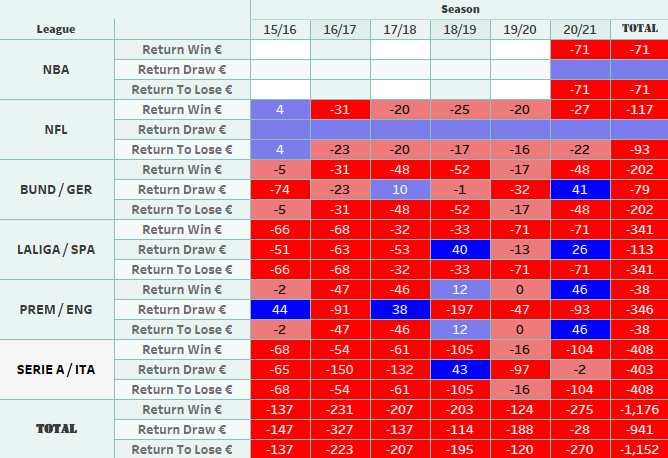 Season
League 15/16 16/17 17/18 18/19 19/20 20/21 TOTAL
Return Win € -71 -71
NBA Return Draw €
Return To Lose € -71 -71
Return Win € 4 -31 -20 -25 -20 -27 -117
NFL Return Draw €
Return To Lose € 4 -23 -20 -17 -16 -22 -93
Return Win € -5 -31 -48 -52 -17 -48 -202
BUND / GER Return Draw € -74 -23 10 -1 -32 41 -79
Return To Lose € -5 -31 -48 -52 -17 -48 -202
Return Win € -66 -68 -32 -33 -71 -71 -341
LALIGA / SPA Return Draw € -51 -63 -53 40 -13 26 -113
Return To Lose € -66 -68 -32 -33 -71 -71 -341
Return Win € -2 -47 -46 12 0 46 -38
PREM / ENG Return Draw € 44 -91 38 -197 -47 -93 -346
Return To Lose € -2 -47 -46 12 0 46 -38
Return Win € -68 -54 -61 -105 -16 -104 -408
SERIE A / ITA Return Draw € -65 -150 -132 43 -97 -2 -403
Return To Lose € -68 -54 -61 -105 -16 -104 -408
Return Win € -137 -231 -207 -203 -124 -275 -1,176
TOTAL Return Draw € -147 -327 -137 -114 -188 -28 -941
Return To Lose € -137 -223 -207 -195 -120 -270 -1,152